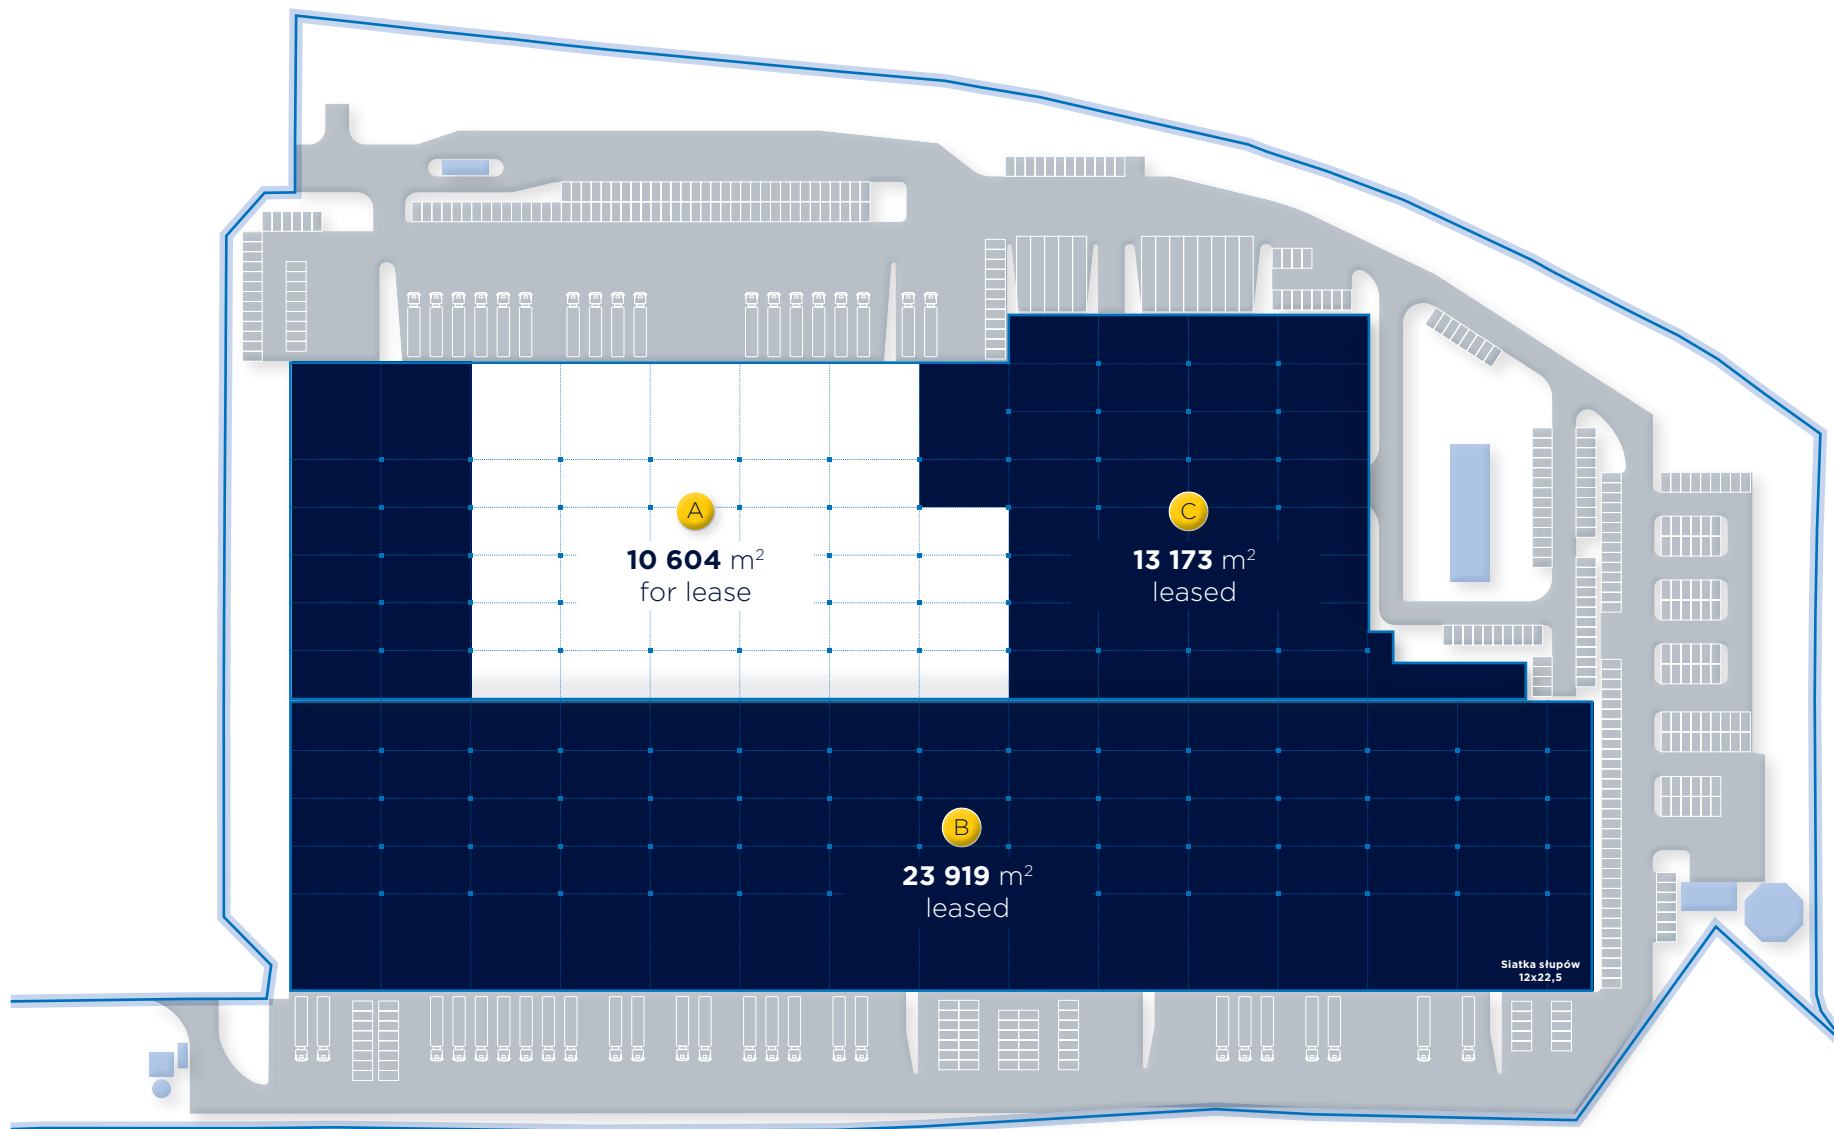 A
10 604 m²
for lease
C
13 173 m²
leased
B
23 919 m²
leased
Siatka słupów
12x22,5